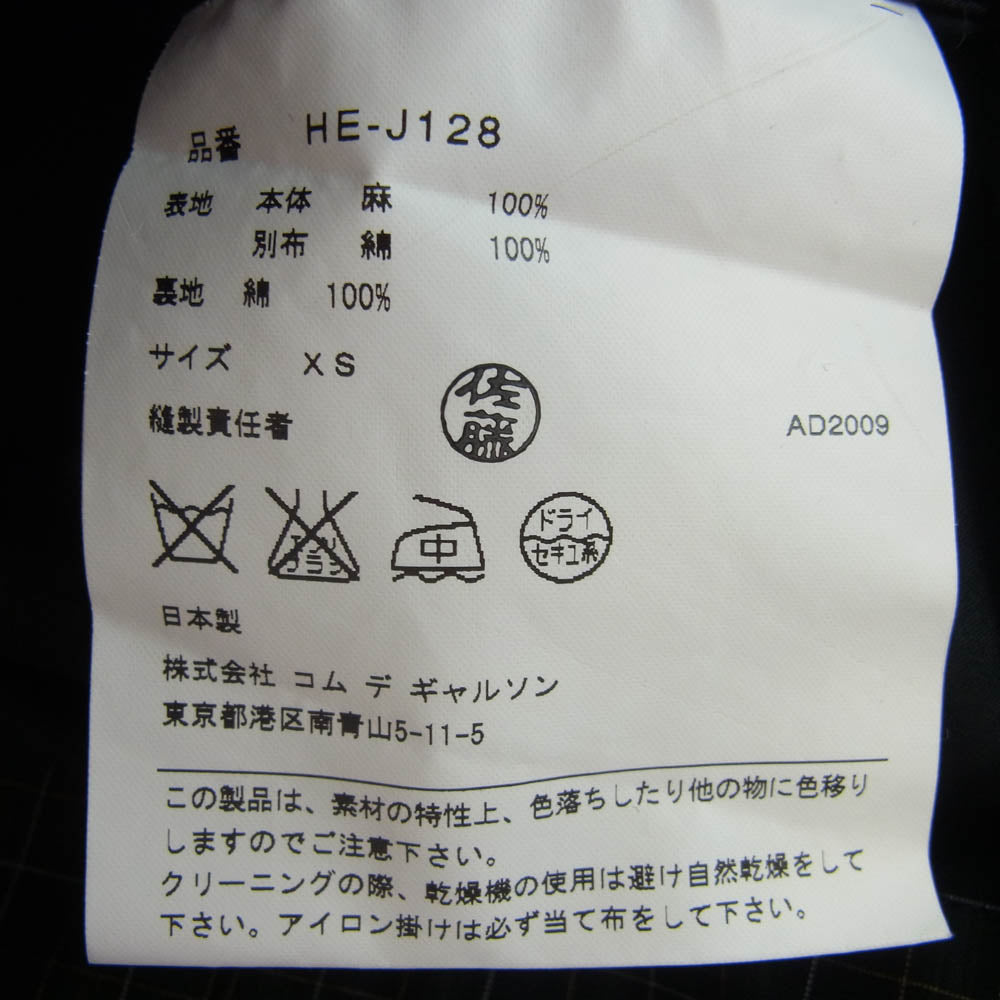 品番 HE-J128
表地 本体 麻 100%
別布 綿 100%
裏地 綿 100%
サイズ XS
縫製責任者 佐藤 AD2009
エンソ
サラシ
中
ドライ
セキユ系
日本製
株式会社 コム デ ギャルソン
東京都港区南青山5-11-5
この製品は、素材の特性上、色落ちしたり他の物に色移り
しますのでご注意下さい。
クリーニングの際、乾燥機の使用は避け自然乾燥をして
下さい。アイロン掛けは必ず当て布をして下さい。